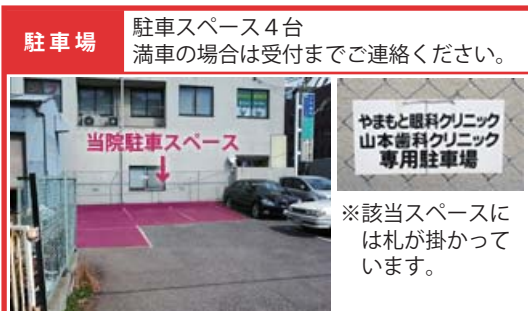 駐車場
駐車スペース４台
満車の場合は受付までご連絡ください。
当院駐車スペース
↓
やまもと眼科クリニック
山本歯科クリニック
専用駐車場
※該当スペースに
は札が掛かって
います。